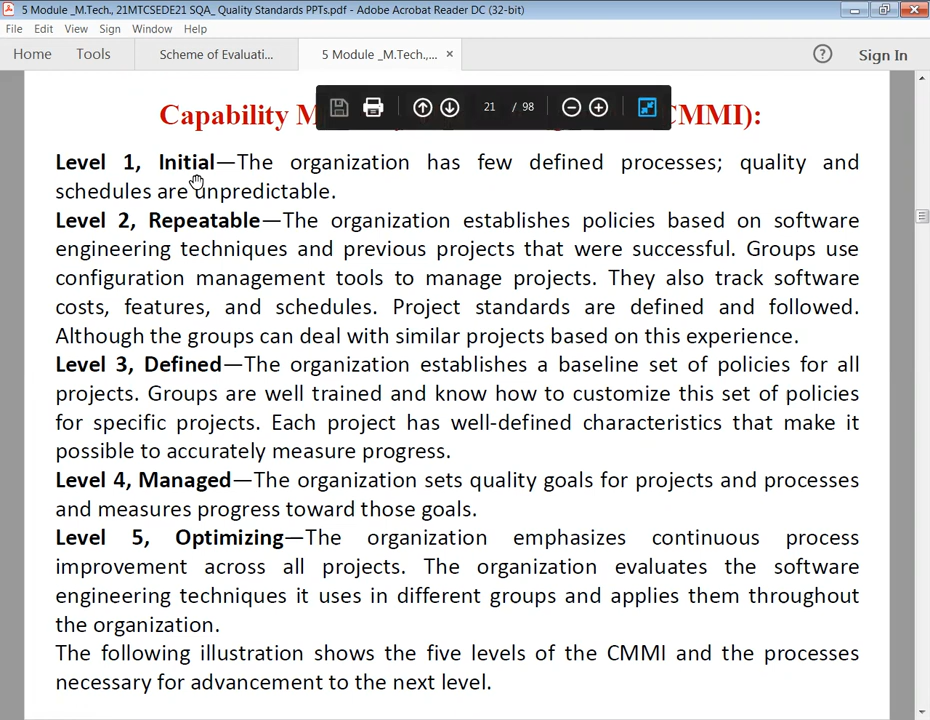 5 Module _M.Tech., 21MTCSEDE21 SQA_ Quality Standards PPTs.pdf - Adobe Acrobat Reader DC (32-bit)
File Edit View Sign Window Help
Home Tools Scheme of Evaluati... 5 Module _M.Tech.,... × ? Sign In
21 / 98
Capability M CMMI):
Level 1, Initial—The organization has few defined processes; quality and
schedules are unpredictable.
Level 2, Repeatable—The organization establishes policies based on software
engineering techniques and previous projects that were successful. Groups use
configuration management tools to manage projects. They also track software
costs, features, and schedules. Project standards are defined and followed.
Although the groups can deal with similar projects based on this experience.
Level 3, Defined—The organization establishes a baseline set of policies for all
projects. Groups are well trained and know how to customize this set of policies
for specific projects. Each project has well-defined characteristics that make it
possible to accurately measure progress.
Level 4, Managed—The organization sets quality goals for projects and processes
and measures progress toward those goals.
Level 5, Optimizing—The organization emphasizes continuous process
improvement across all projects. The organization evaluates the software
engineering techniques it uses in different groups and applies them throughout
the organization.
The following illustration shows the five levels of the CMMI and the processes
necessary for advancement to the next level.